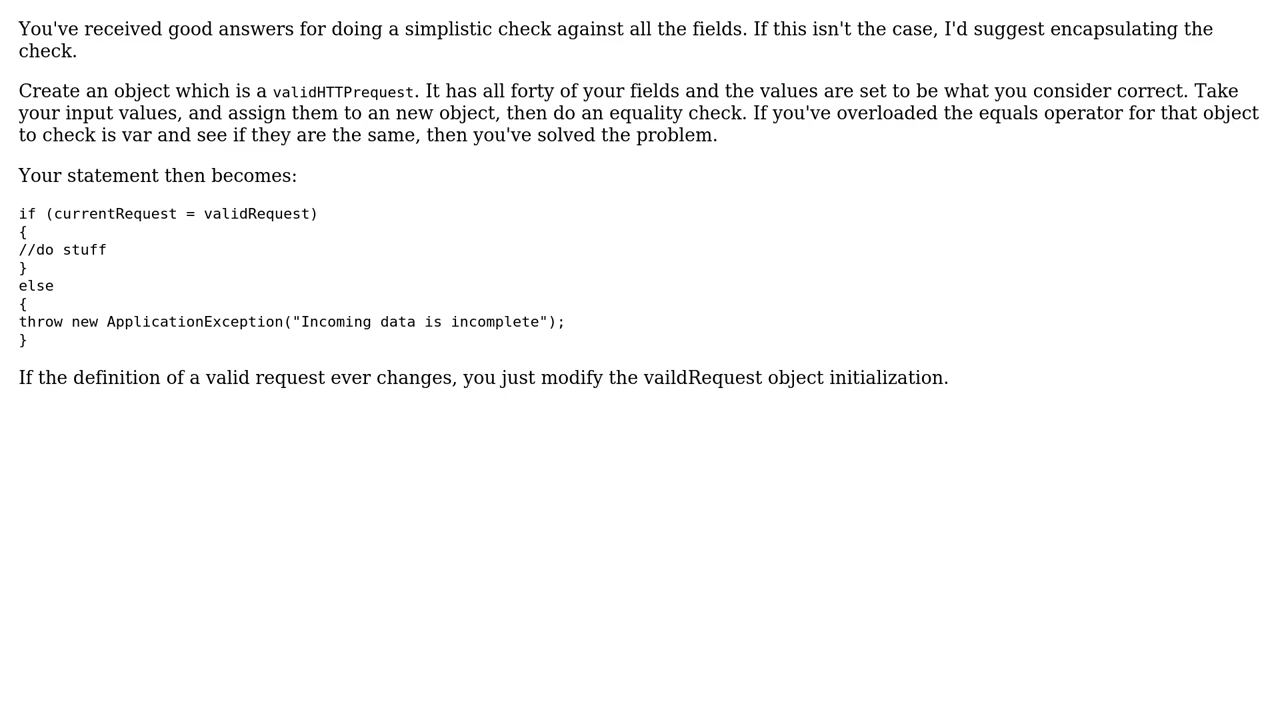 You've received good answers for doing a simplistic check against all the fields. If this isn't the case, I'd suggest encapsulating the
check.
Create an object which is a validHTTPrequest. It has all forty of your fields and the values are set to be what you consider correct. Take
your input values, and assign them to an new object, then do an equality check. If you've overloaded the equals operator for that object
to check is var and see if they are the same, then you've solved the problem.
Your statement then becomes:
if (currentRequest = validRequest)
{
//do stuff
}
else
{
throw new ApplicationException("Incoming data is incomplete");
}
If the definition of a valid request ever changes, you just modify the vaildRequest object initialization.